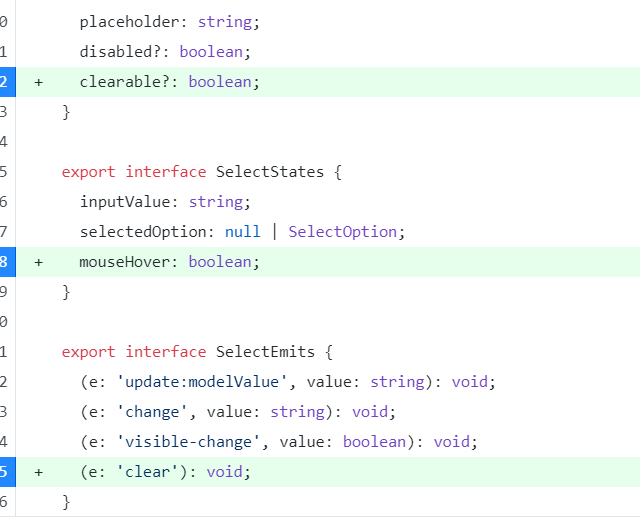 0 placeholder: string;
1 disabled?: boolean;
2 + clearable?: boolean;
3 }
4
5 export interface SelectStates {
6 inputValue: string;
7 selectedOption: null | SelectOption;
8 + mouseHover: boolean;
9 }
0
1 export interface SelectEmits {
2 (e: 'update:modelValue', value: string): void;
3 (e: 'change', value: string): void;
4 (e: 'visible-change', value: boolean): void;
5 + (e: 'clear'): void;
6 }